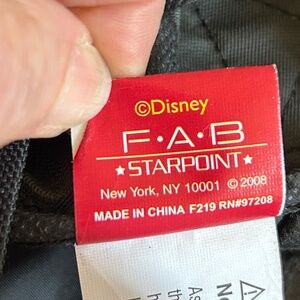 ©Disney
F·A·B
★STARPOINT★
New York, NY 10001 © 2008
MADE IN CHINA F219 RN#97208